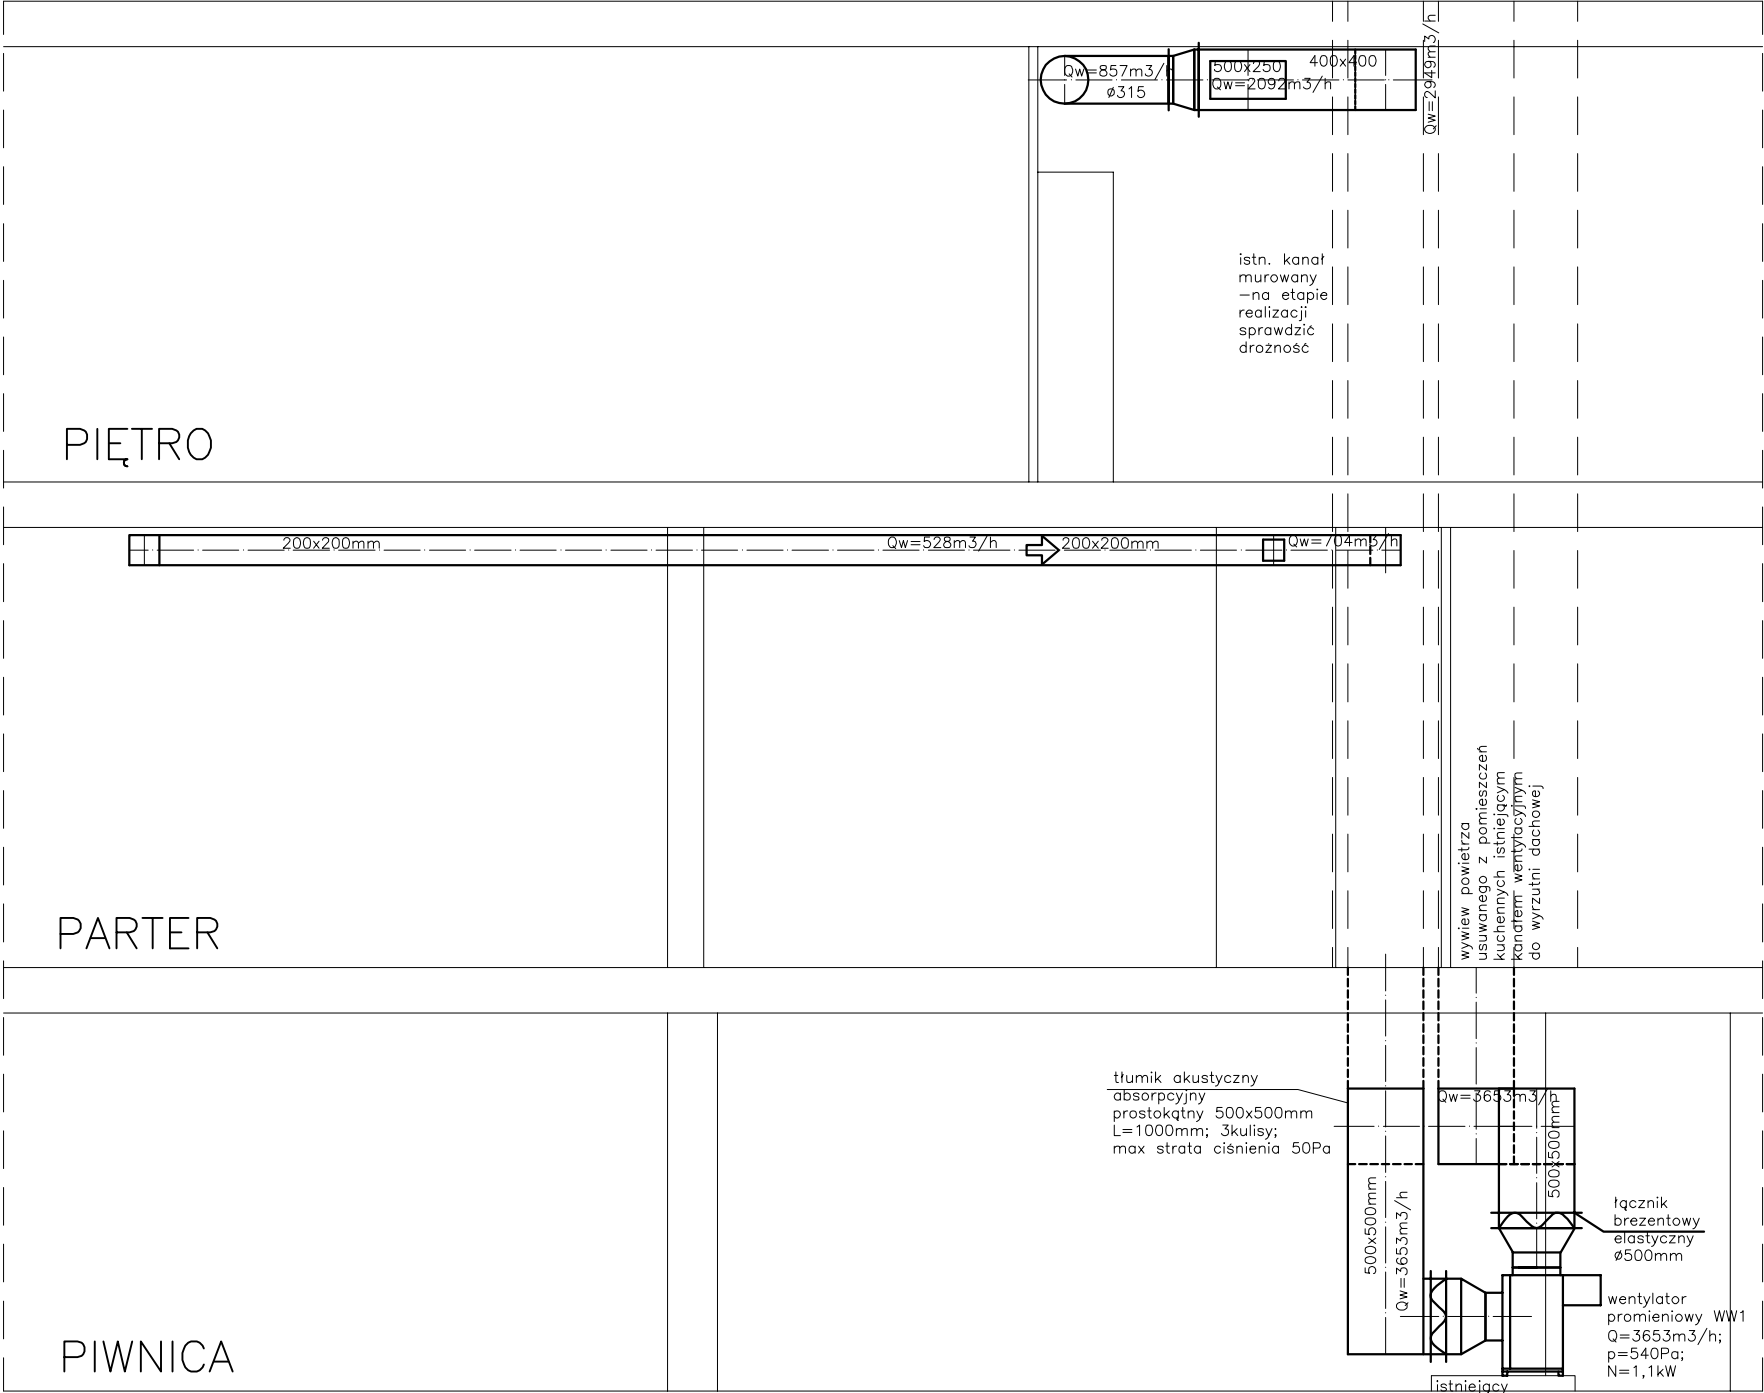 Qw=857m3/h
ø315
500x250
Qw=2092m3/h
400x400
Qw=2949m3/h
istn. kanał
murowany
-na etapie
realizacji
sprawdzić
drożność
PIĘTRO
200x200mm
Qw=528m3/h
200x200mm
Qw=704m3/h
wywiew powietrza
usuwanego z pomieszczeń
kuchennych istniejącym
kanałem wentylacyjnym
do wyrzutni dachowej
PARTER
tłumik akustyczny
absorpcyjny
prostokątny 500x500mm
L=1000mm; 3kulisy;
max strata ciśnienia 50Pa
Qw=3653m3/h
500x500mm
500x500mm
Qw=3653m3/h
łącznik
brezentowy
elastyczny
ø500mm
wentylator
promieniowy WW1
Q=3653m3/h;
p=540Pa;
N=1,1kW
PIWNICA
istniejący